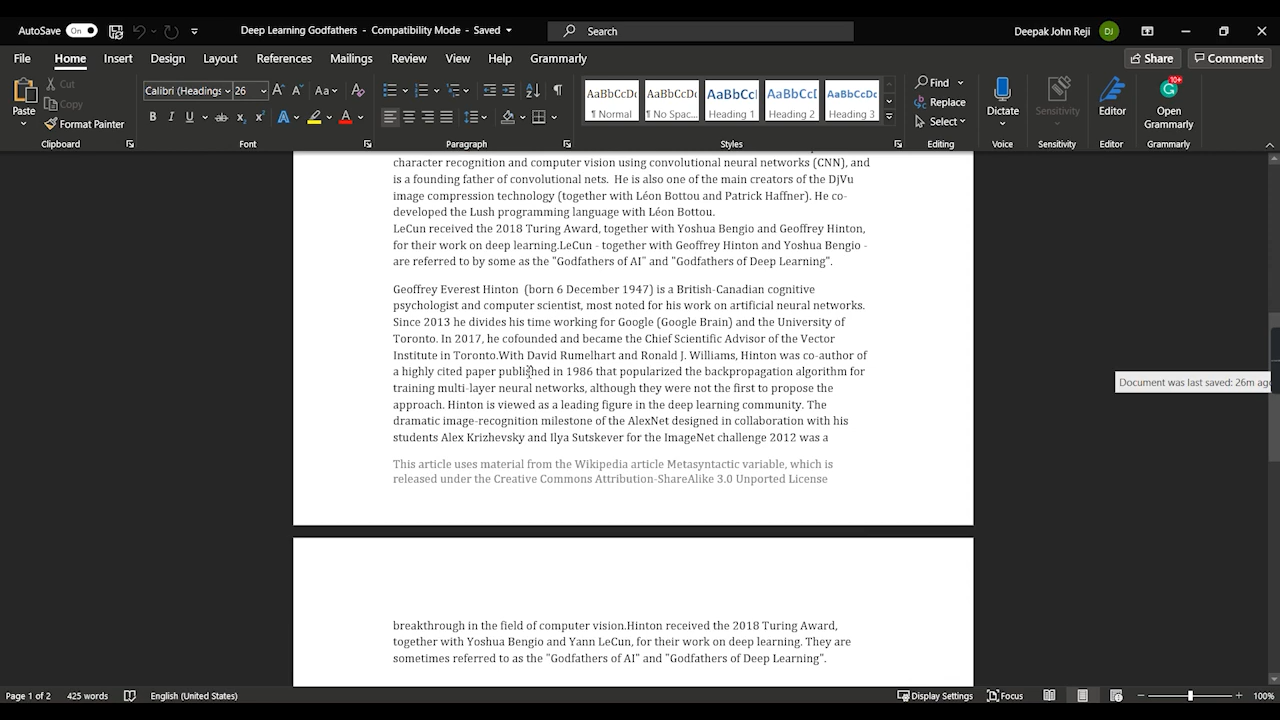 AutoSave On Deep Learning Godfathers - Compatibility Mode - Saved Search Deepak John Reji DJ
File Home Insert Design Layout References Mailings Review View Help Grammarly Share Comments
Paste Cut Copy Format Painter
Clipboard
Calibri (Headings 26
Font
Paragraph
AaBbCcDc AaBbCcDc AaBbCcI AaBbCcD AaBbCcDc
¶ Normal ¶ No Spac... Heading 1 Heading 2 Heading 3
Styles
Find
Replace
Select
Editing
Dictate
Voice
Sensitivity
Sensitivity
Editor
Editor
10+
Open
Grammarly
Grammarly
character recognition and computer vision using convolutional neural networks (CNN), and
is a founding father of convolutional nets. He is also one of the main creators of the DjVu
image compression technology (together with Léon Bottou and Patrick Haffner). He co-
developed the Lush programming language with Léon Bottou.
LeCun received the 2018 Turing Award, together with Yoshua Bengio and Geoffrey Hinton,
for their work on deep learning.LeCun - together with Geoffrey Hinton and Yoshua Bengio -
are referred to by some as the "Godfathers of AI" and "Godfathers of Deep Learning".
Geoffrey Everest Hinton (born 6 December 1947) is a British-Canadian cognitive
psychologist and computer scientist, most noted for his work on artificial neural networks.
Since 2013 he divides his time working for Google (Google Brain) and the University of
Toronto. In 2017, he cofounded and became the Chief Scientific Advisor of the Vector
Institute in Toronto.With David Rumelhart and Ronald J. Williams, Hinton was co-author of
a highly cited paper published in 1986 that popularized the backpropagation algorithm for
training multi-layer neural networks, although they were not the first to propose the
approach. Hinton is viewed as a leading figure in the deep learning community. The
dramatic image-recognition milestone of the AlexNet designed in collaboration with his
students Alex Krizhevsky and Ilya Sutskever for the ImageNet challenge 2012 was a
This article uses material from the Wikipedia article Metasyntactic variable, which is
released under the Creative Commons Attribution-ShareAlike 3.0 Unported License
Document was last saved: 26m ago
breakthrough in the field of computer vision.Hinton received the 2018 Turing Award,
together with Yoshua Bengio and Yann LeCun, for their work on deep learning. They are
sometimes referred to as the "Godfathers of AI" and "Godfathers of Deep Learning".
Page 1 of 2 425 words English (United States) Display Settings Focus 100%